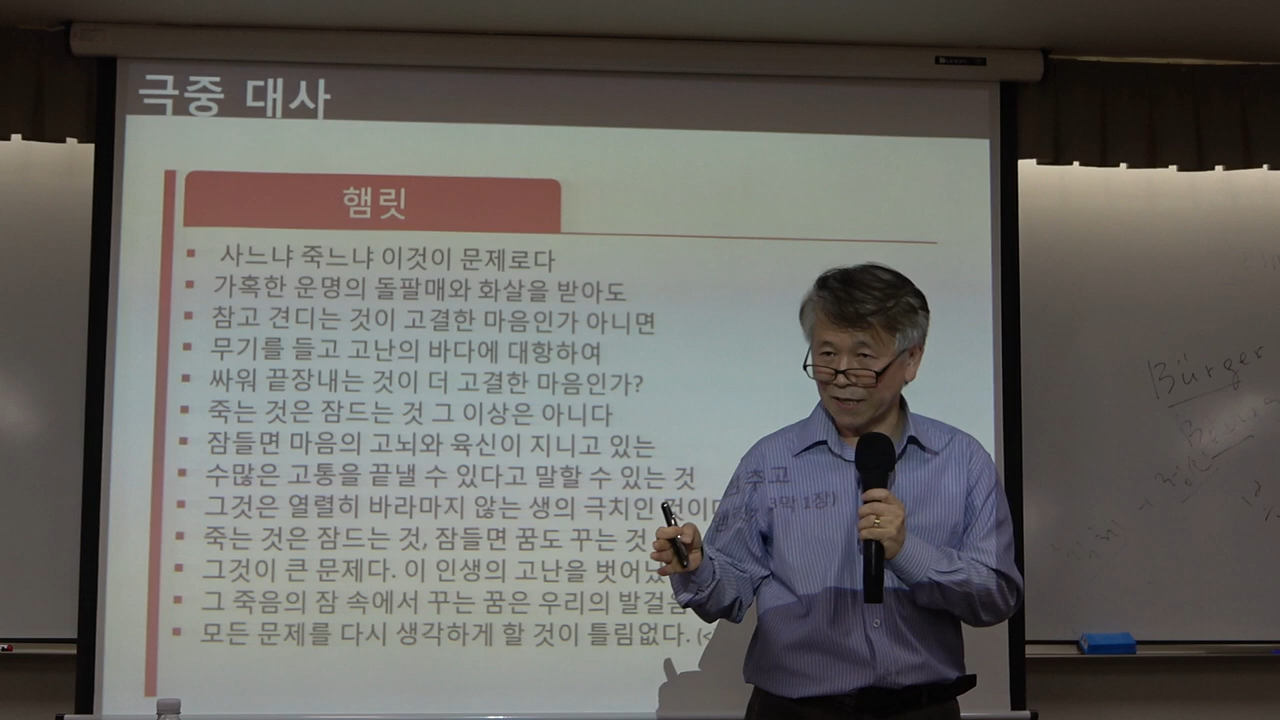 극중 대사
햄릿
사느냐 죽느냐 이것이 문제로다
가혹한 운명의 돌팔매와 화살을 받아도
참고 견디는 것이 고결한 마음인가 아니면
무기를 들고 고난의 바다에 대항하여
싸워 끝장내는 것이 더 고결한 마음인가?
죽는 것은 잠드는 것 그 이상은 아니다
잠들면 마음의 고뇌와 육신이 지니고 있는
수많은 고통을 끝낼 수 있다고 말할 수 있는 것
그것은 열렬히 바라마지 않는 생의 극치인 것이다
죽는 것은 잠드는 것, 잠들면 꿈도 꾸는 것
그것이 큰 문제다. 이 인생의 고난을
그 죽음의 잠 속에서 꾸는 꿈은 우리의 발걸음
모든 문제를 다시 생각하게 할 것이 틀림없다. (<
3막 1장)
Bürger